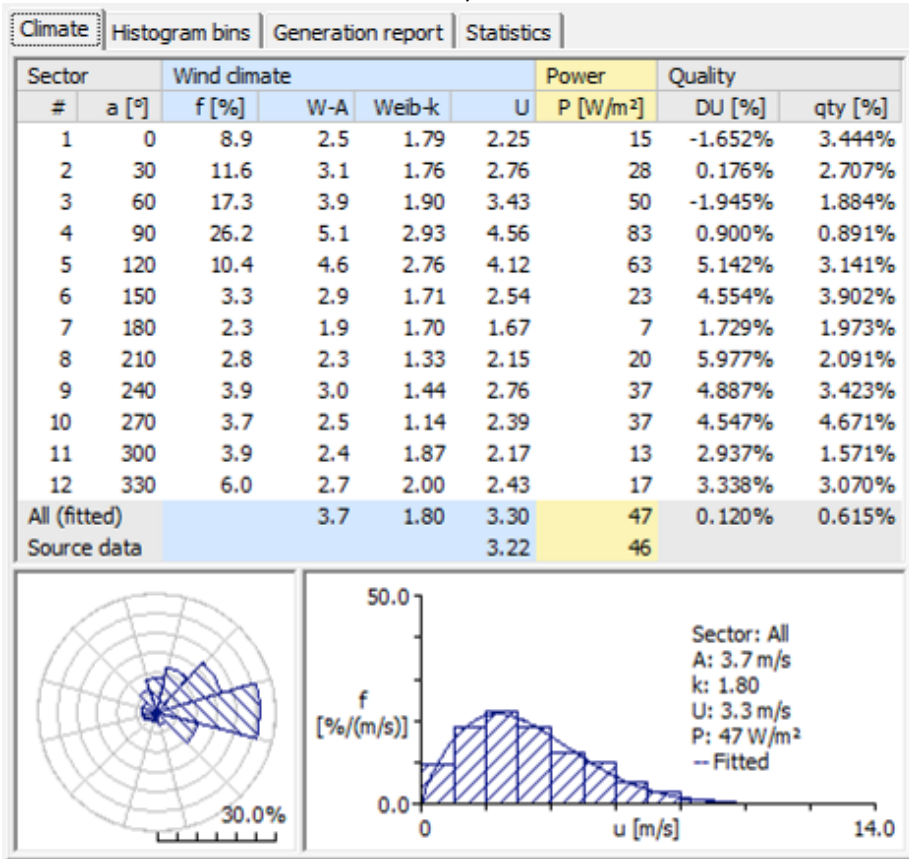 Climate Histogram bins Generation report Statistics
Sector Wind climate Power Quality
# a [°] f [%] W-A Weib-k U P [W/m²] DU [%] qty [%]
1 0 8.9 2.5 1.79 2.25 15 -1.652% 3.444%
2 30 11.6 3.1 1.76 2.76 28 0.176% 2.707%
3 60 17.3 3.9 1.90 3.43 50 -1.945% 1.884%
4 90 26.2 5.1 2.93 4.56 83 0.900% 0.891%
5 120 10.4 4.6 2.76 4.12 63 5.142% 3.141%
6 150 3.3 2.9 1.71 2.54 23 4.554% 3.902%
7 180 2.3 1.9 1.70 1.67 7 1.729% 1.973%
8 210 2.8 2.3 1.33 2.15 20 5.977% 2.091%
9 240 3.9 3.0 1.44 2.76 37 4.887% 3.423%
10 270 3.7 2.5 1.14 2.39 37 4.547% 4.671%
11 300 3.9 2.4 1.87 2.17 13 2.937% 1.571%
12 330 6.0 2.7 2.00 2.43 17 3.338% 3.070%
All (fitted) 3.7 1.80 3.30 47 0.120% 0.615%
Source data 3.22 46
30.0%
50.0
f
[%/(m/s)]
0.0
0 u [m/s] 14.0
Sector: All
A: 3.7 m/s
k: 1.80
U: 3.3 m/s
P: 47 W/m²
-- Fitted